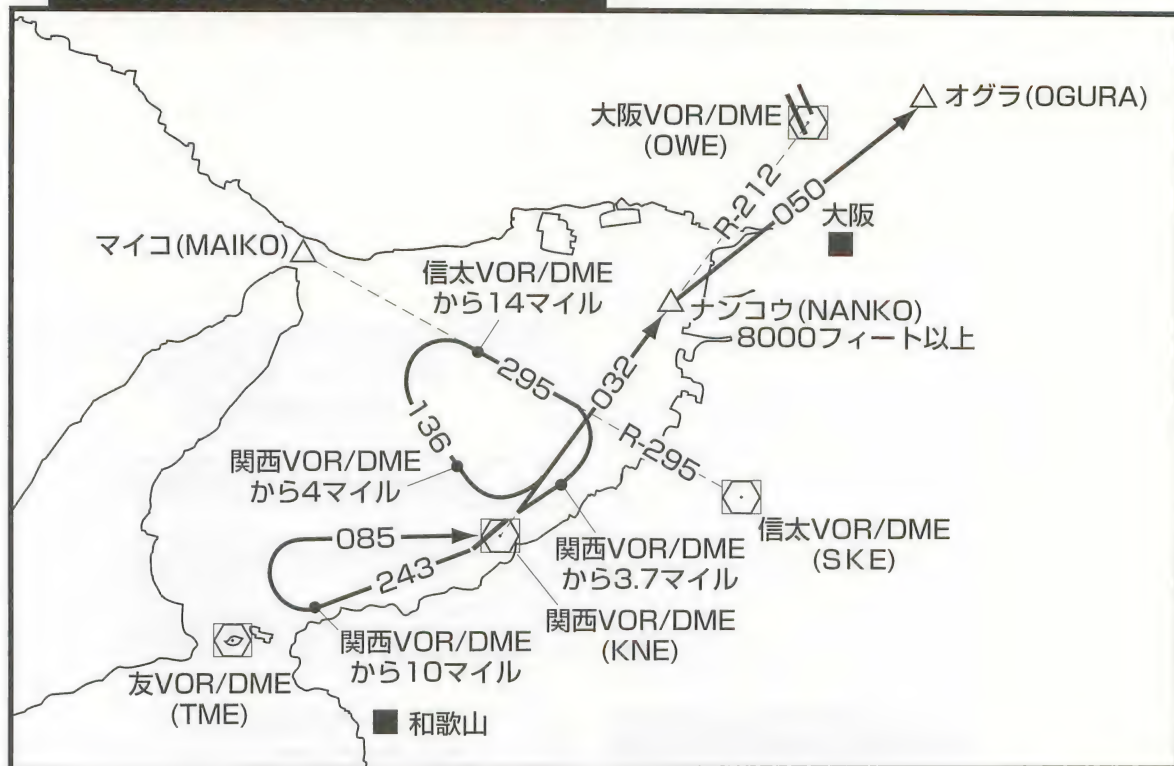 オグラ(OGURA)
大阪VOR/DME
(OWE)
R-212
050
大阪
マイコ(MAIKO)
信太VOR/DME
から14マイル
ナンコウ(NANKO)
8000フィート以上
295
032
136
R-295
関西VOR/DME
から4マイル
085
243
信太VOR/DME
(SKE)
関西VOR/DME
から3.7マイル
関西VOR/DME
(KNE)
関西VOR/DME
から10マイル
友VOR/DME
(TME)
和歌山